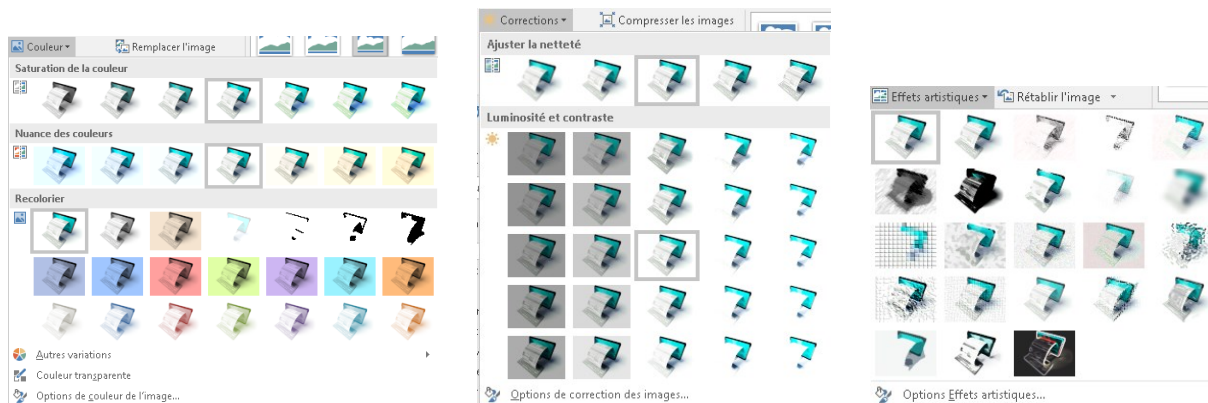 Couleur
Remplacer l'image
Saturation de la couleur
Nuance des couleurs
Recolorier
Autres variations
Couleur transparente
Options de couleur de l'image...
Corrections
Compresser les images
Ajuster la netteté
Luminosité et contraste
Options de correction des images...
Effets artistiques
Rétablir l'image
Options Effets artistiques...